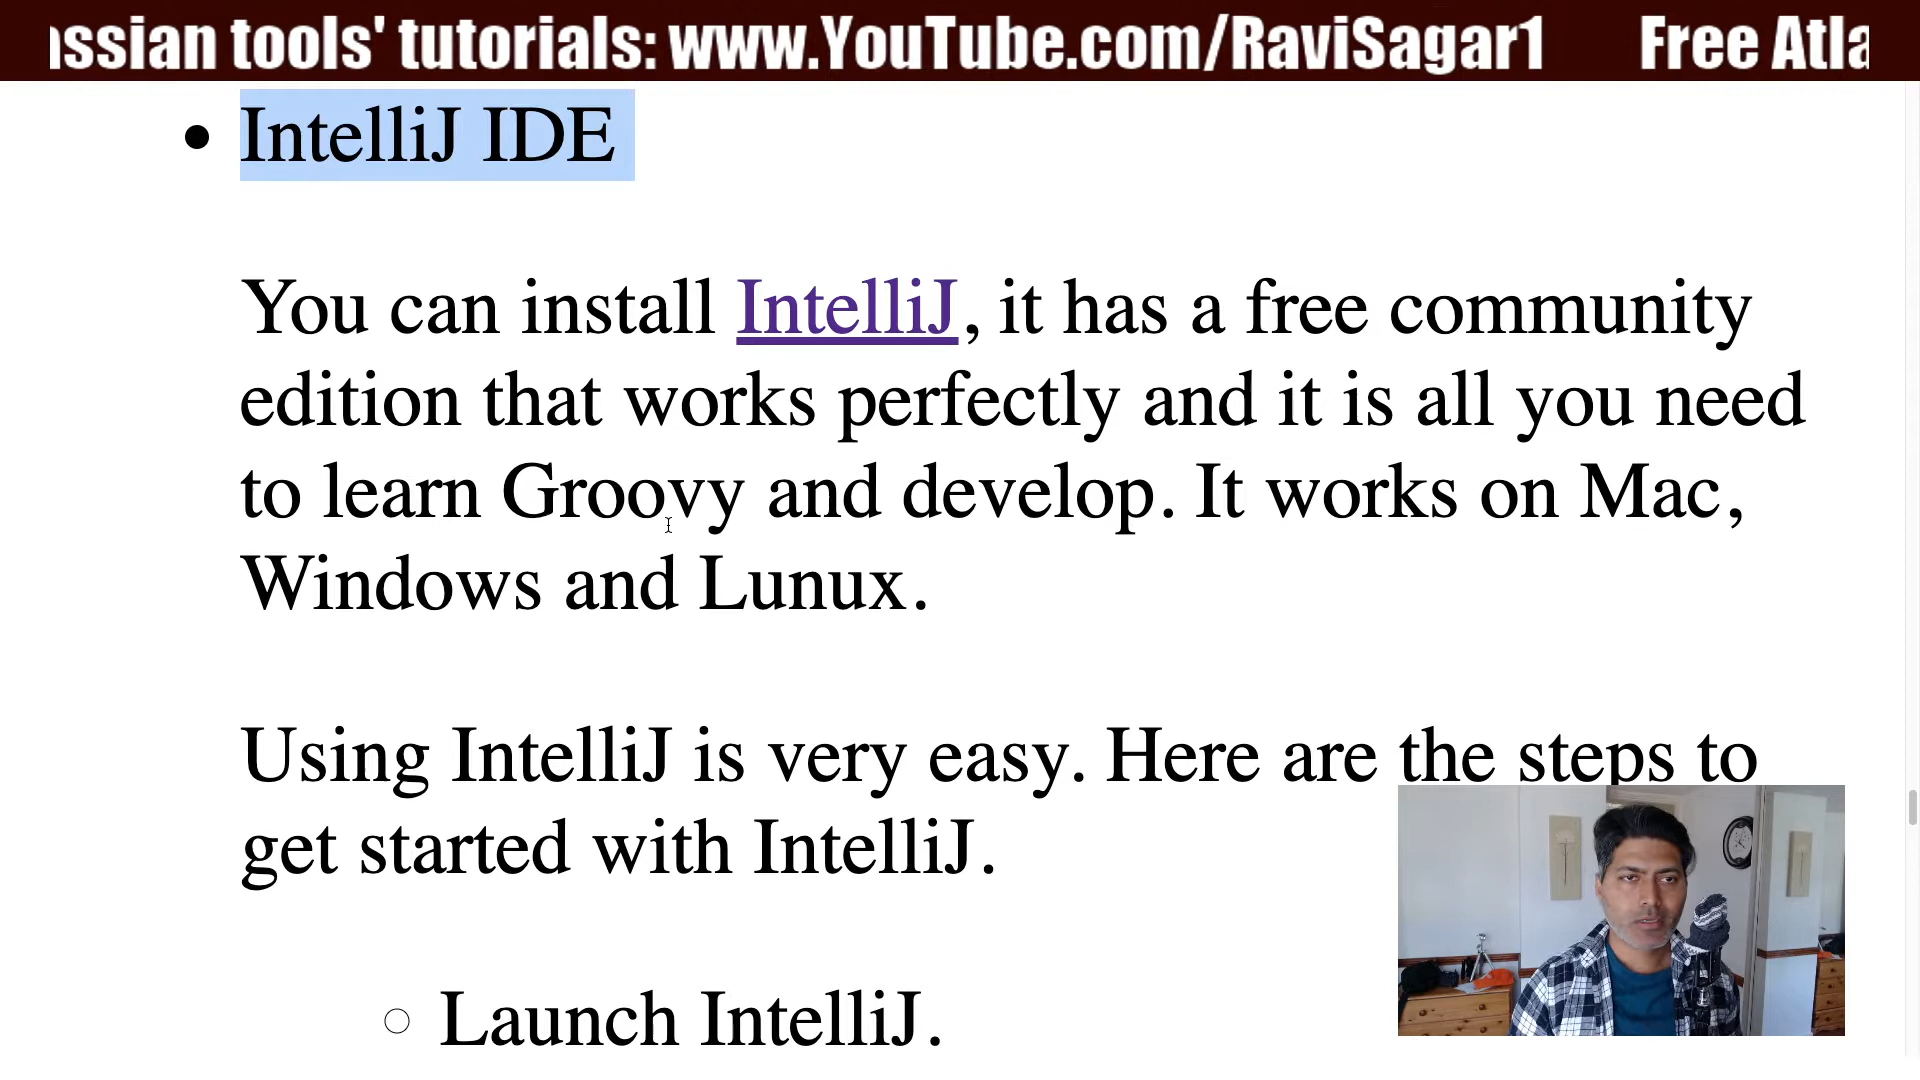 ssian tools' tutorials: www.YouTube.com/RaviSagar1 Free Atla
IntelliJ IDE
You can install IntelliJ, it has a free community
edition that works perfectly and it is all you need
to learn Groovy and develop. It works on Mac,
Windows and Lunux.
Using IntelliJ is very easy. Here are the steps to
get started with IntelliJ.
Launch IntelliJ.